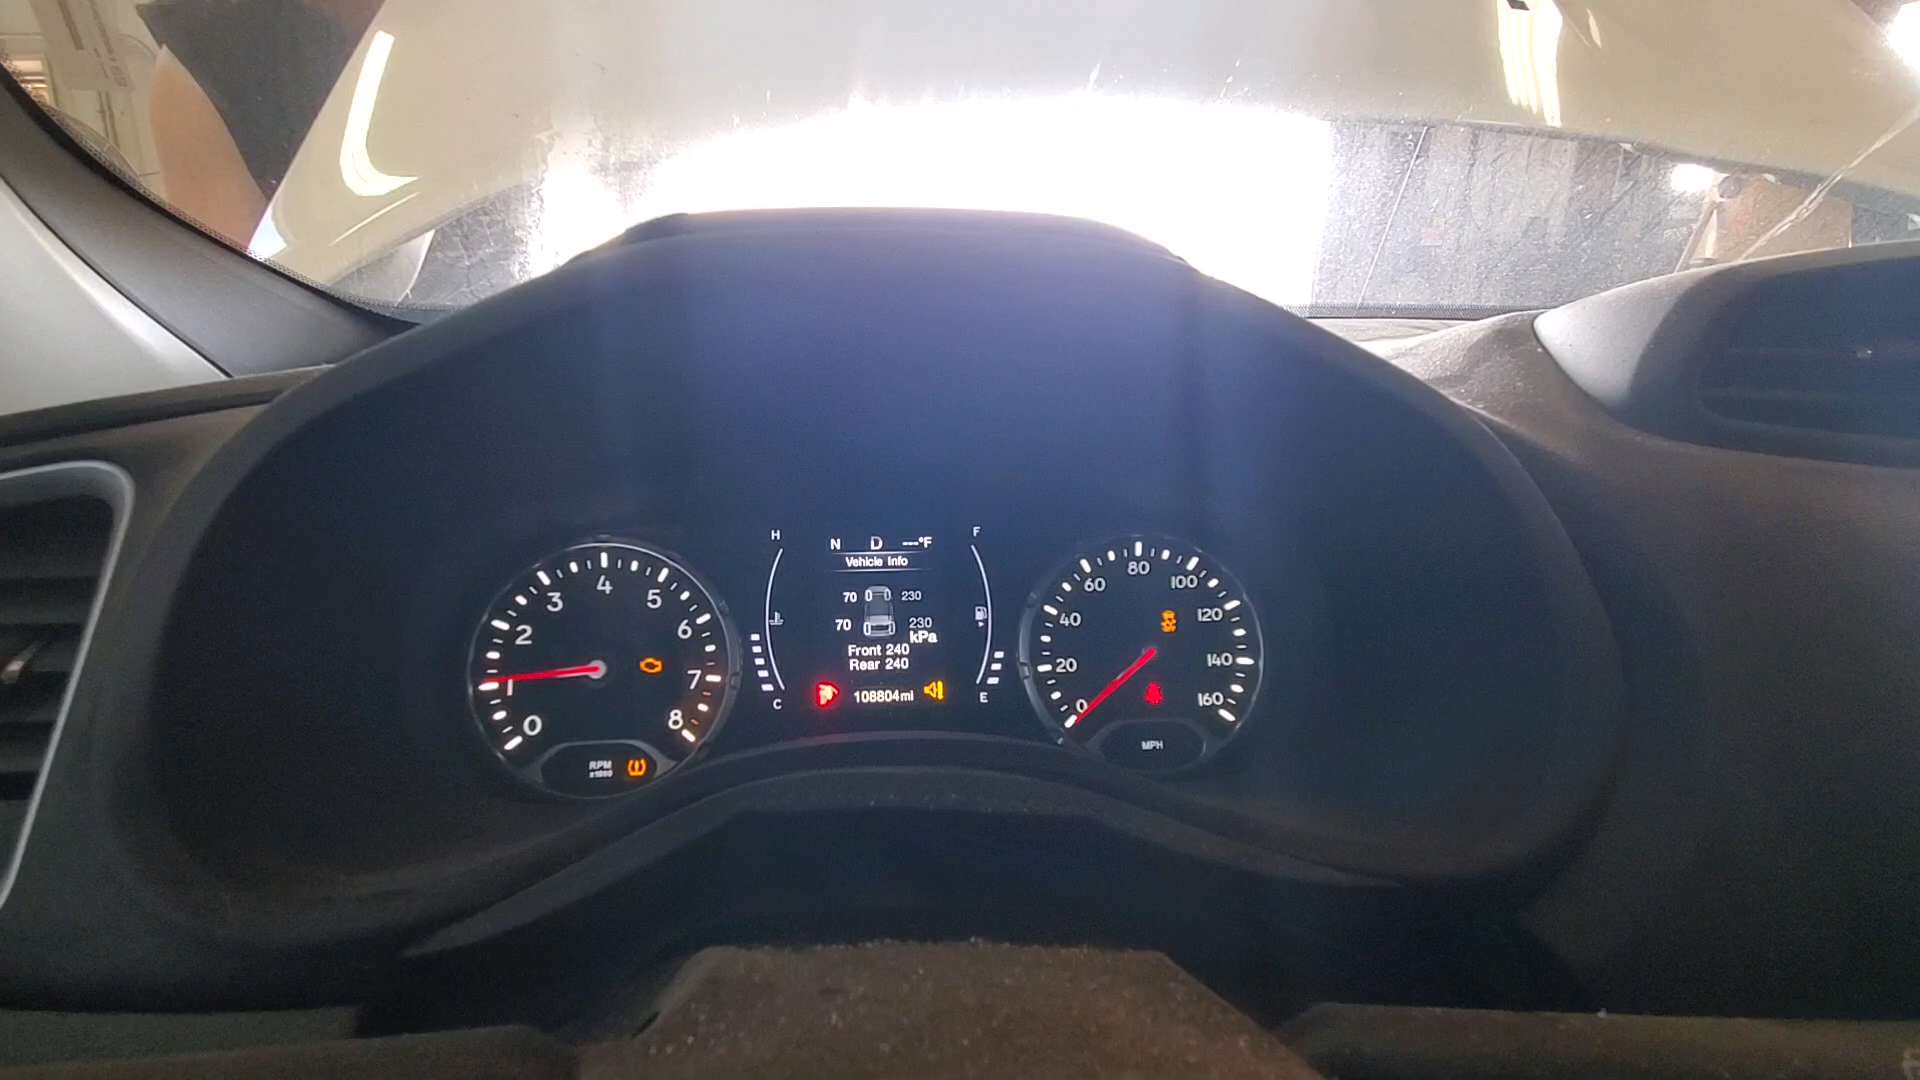 H
N D ---°F
F
Vehicle Info
70 230
70 230
kPa
Front 240
Rear 240
108804mi
C
E
0
1
2
3
4
5
6
7
8
RPM
x1000
0
20
40
60
80
100
120
140
160
MPH